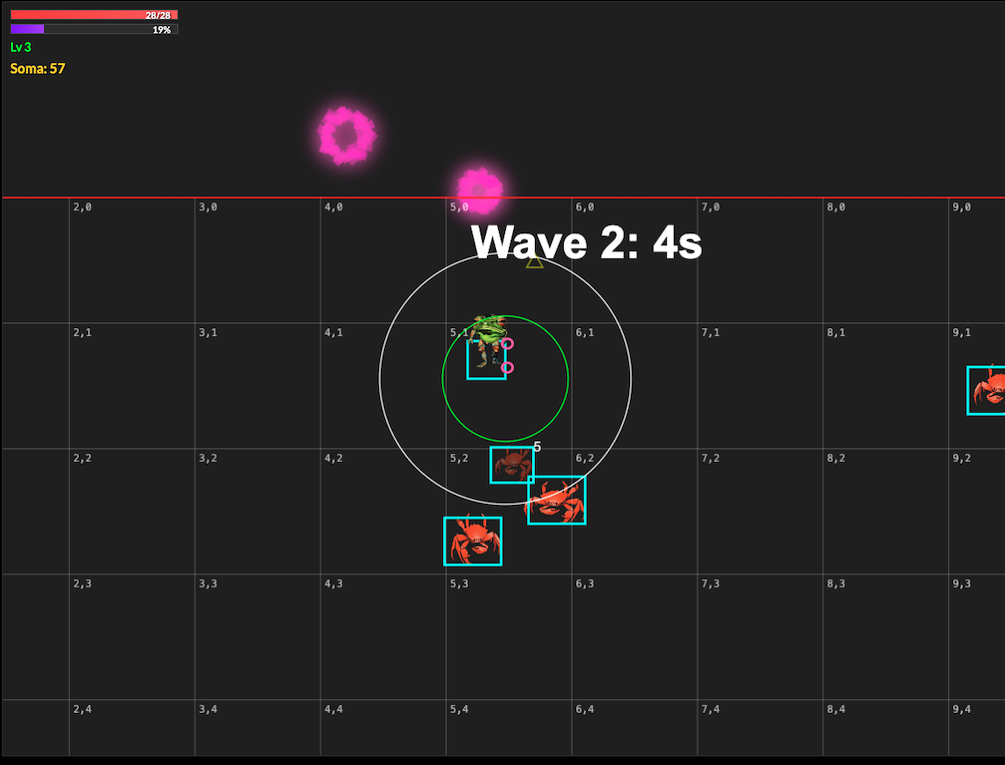 28/28
19%
Lv 3
Soma: 57
2,0 3,0 4,0 5,0 6,0 7,0 8,0 9,0
Wave 2: 4s
2,1 3,1 4,1 5,1 6,1 7,1 8,1 9,1
5
2,2 3,2 4,2 5,2 6,2 7,2 8,2 9,2
2,3 3,3 4,3 5,3 6,3 7,3 8,3 9,3
2,4 3,4 4,4 5,4 6,4 7,4 8,4 9,4